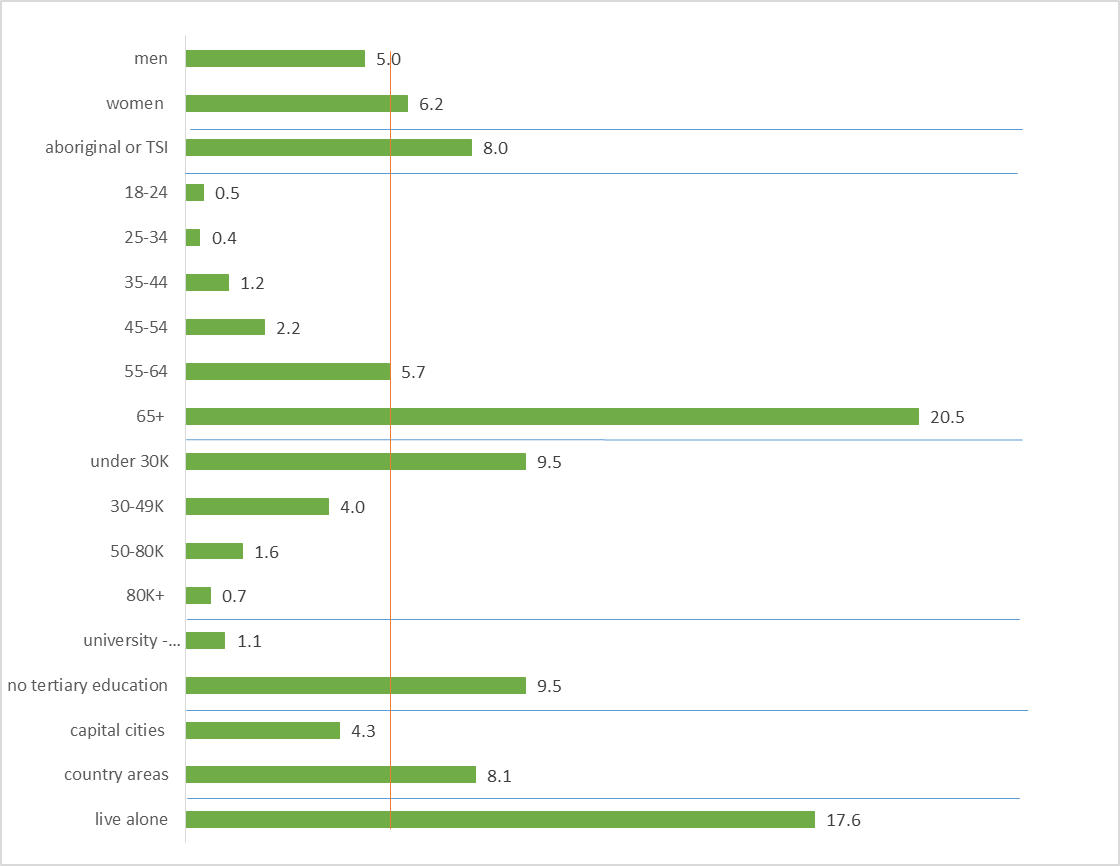 men 5.0
women 6.2
aboriginal or TSI 8.0
18-24 0.5
25-34 0.4
35-44 1.2
45-54 2.2
55-64 5.7
65+ 20.5
under 30K 9.5
30-49K 4.0
50-80K 1.6
80K+ 0.7
university -... 1.1
no tertiary education 9.5
capital cities 4.3
country areas 8.1
live alone 17.6